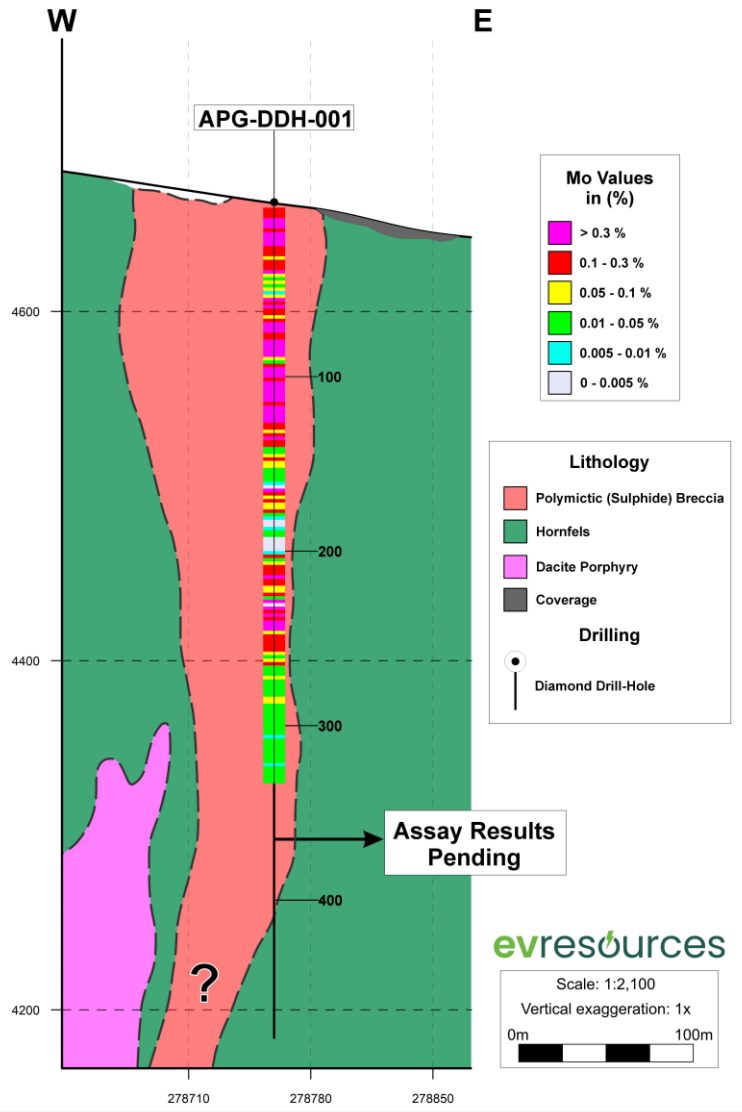 W
E
APG-DDH-001
4600
4400
4200
100
200
300
400
Mo Values
in (%)
> 0.3 %
0.1 - 0.3 %
0.05 - 0.1 %
0.01 - 0.05 %
0.005 - 0.01 %
0 - 0.005 %
Lithology
Polymictic (Sulphide) Breccia
Hornfels
Dacite Porphyry
Coverage
Drilling
Diamond Drill-Hole
Assay Results
Pending
?
evresources
Scale: 1:2,100
Vertical exaggeration: 1x
0m 100m
278710 278780 278850